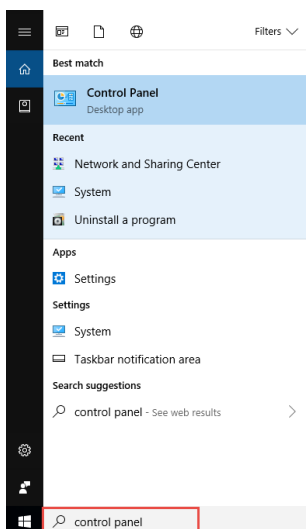 Filters
Best match
Control Panel
Desktop app
Recent
Network and Sharing Center
System
Uninstall a program
Apps
Settings
Settings
System
Taskbar notification area
Search suggestions
control panel - See web results
control panel